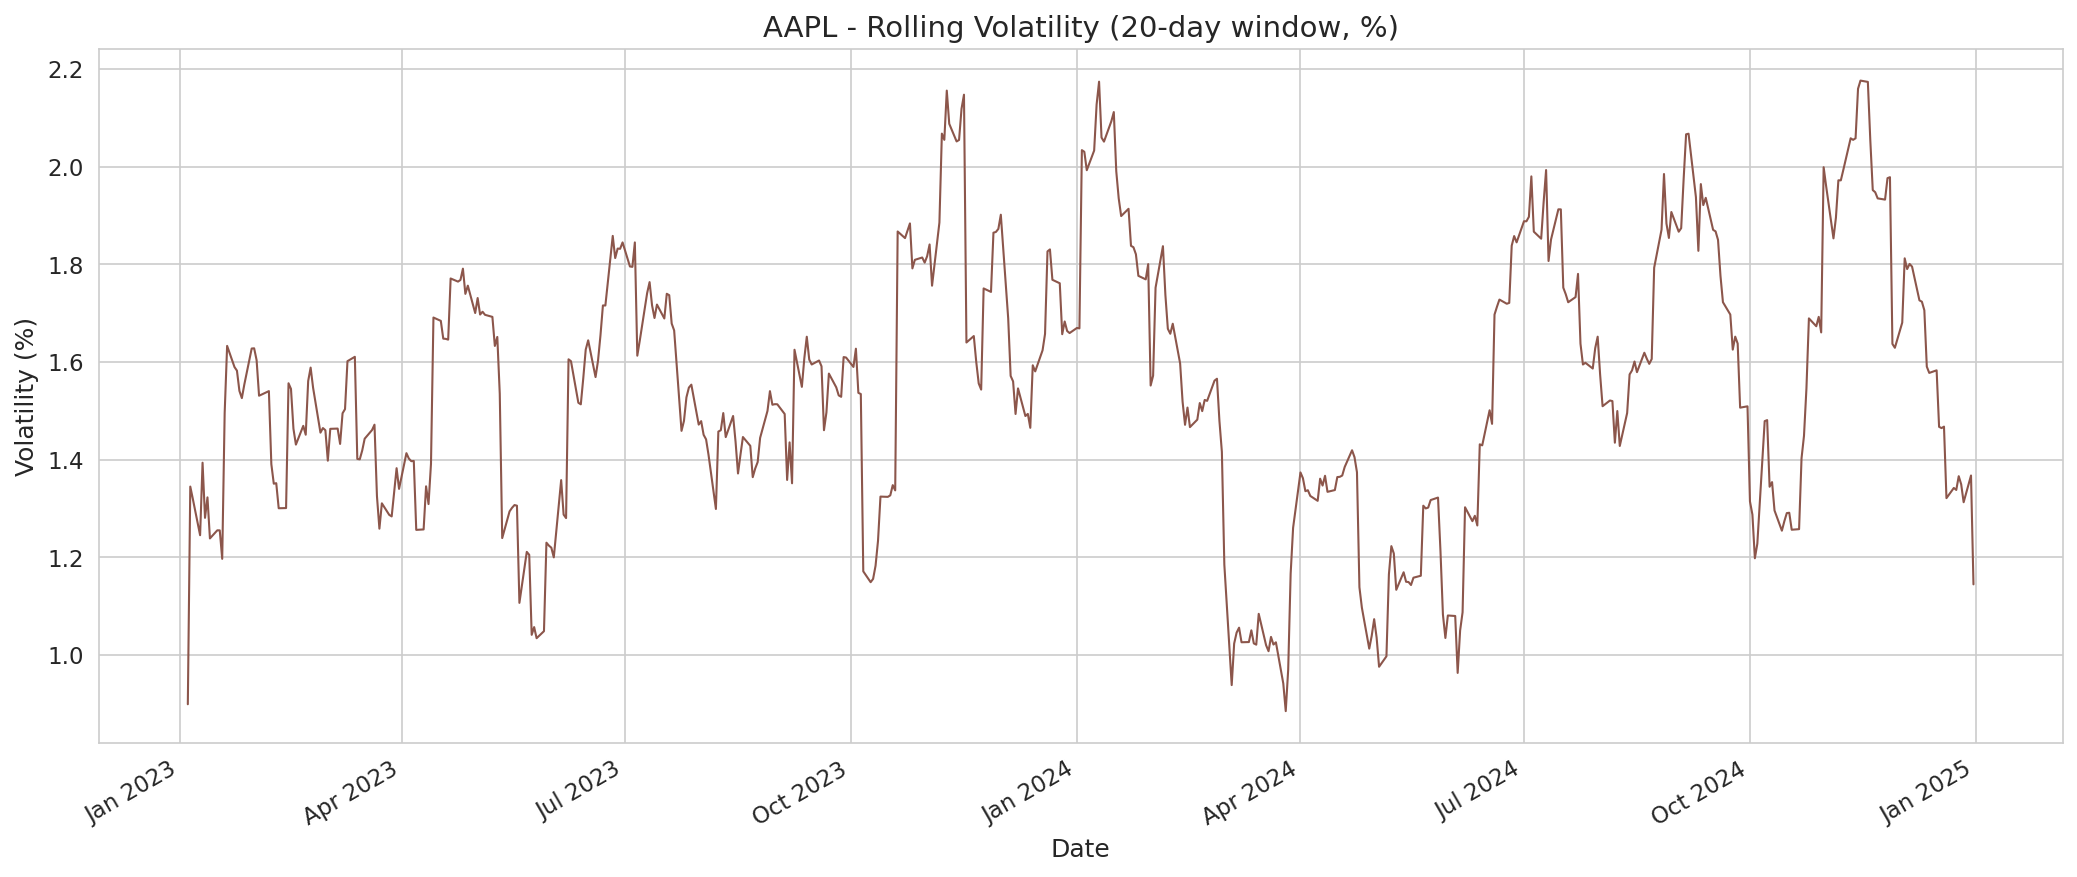 AAPL - Rolling Volatility (20-day window, %)
Volatility (%)
2.2
2.0
1.8
1.6
1.4
1.2
1.0
Jan 2023
Apr 2023
Jul 2023
Oct 2023
Jan 2024
Apr 2024
Jul 2024
Oct 2024
Jan 2025
Date